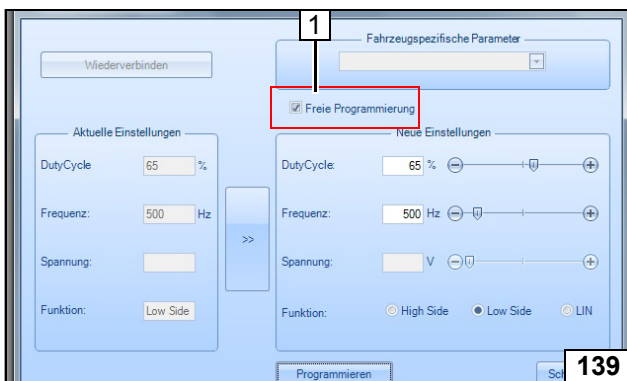 1
Fahrzeugspezifische Parameter
Wiederverbinden
Freie Programmierung
Aktuelle Einstellungen
DutyCycle 65 %
Frequenz: 500 Hz
Spannung:
Funktion: Low Side
>>
Neue Einstellungen
DutyCycle: 65 %
Frequenz: 500 Hz
Spannung: V
Funktion: High Side Low Side LIN
Programmieren
139